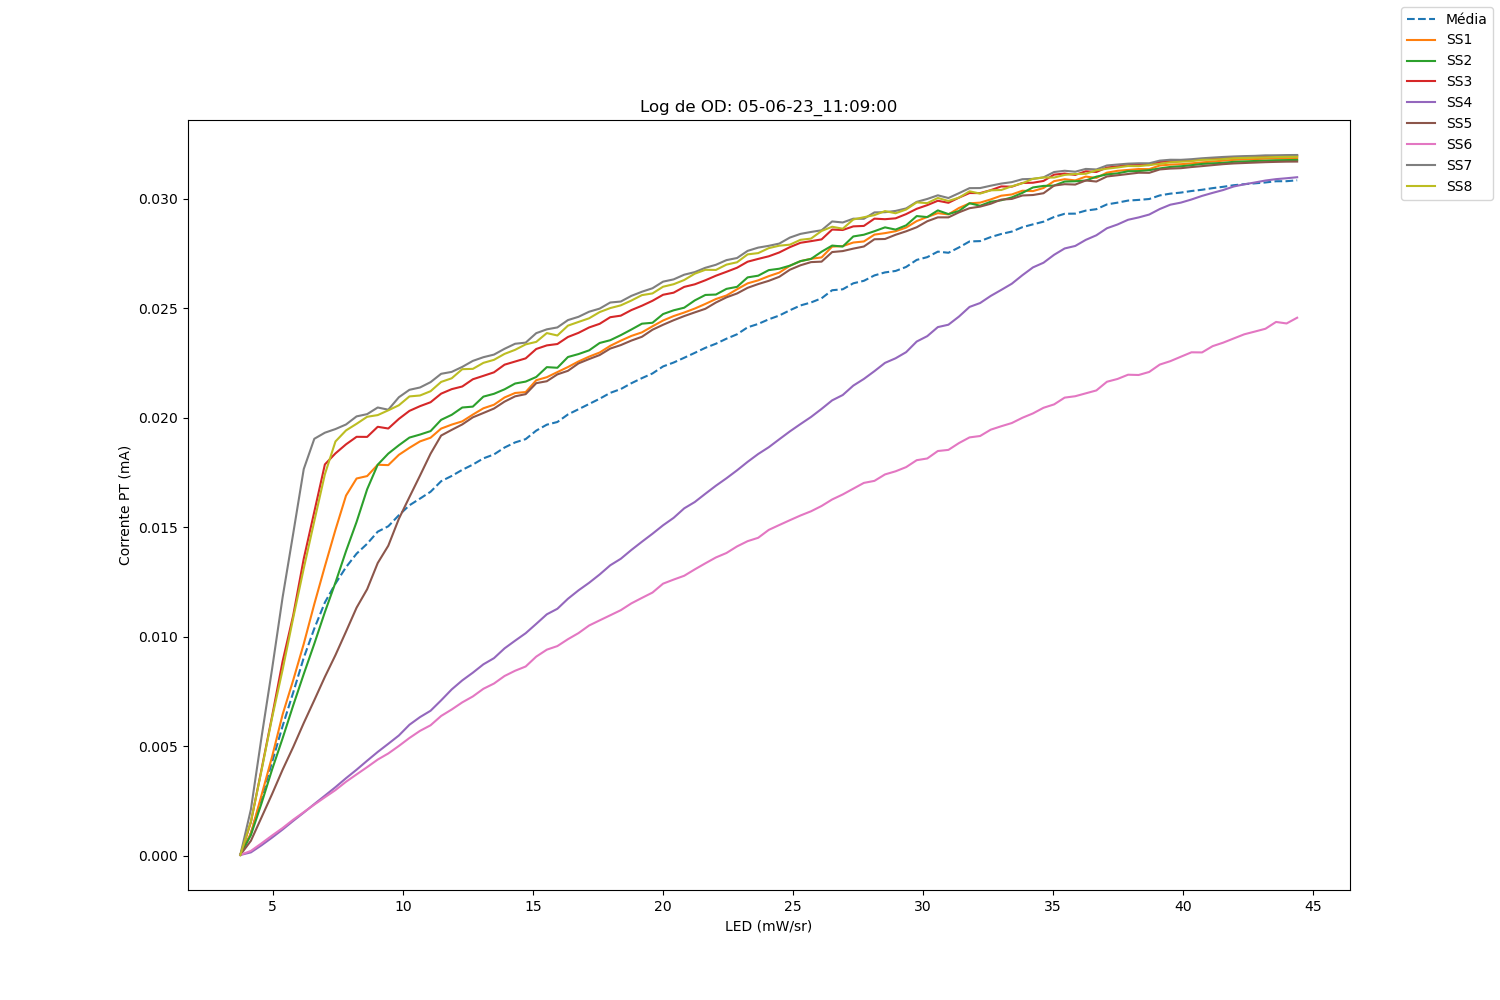 Média
SS1
SS2
SS3
SS4
SS5
SS6
SS7
SS8
Log de OD: 05-06-23_11:09:00
Corrente PT (mA)
0.030
0.025
0.020
0.015
0.010
0.005
0.000
5 10 15 20 25 30 35 40 45
LED (mW/sr)